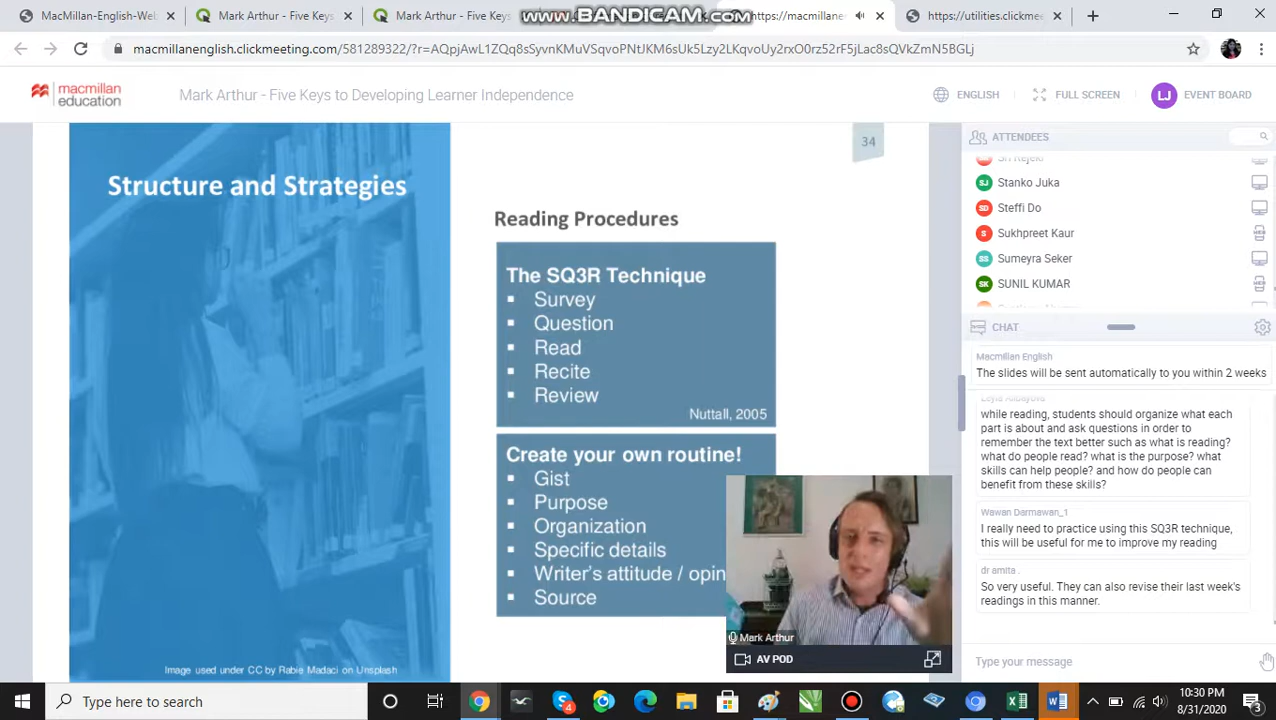 www.BANDICAM.com
MacMillan-English-Web
Mark Arthur - Five Keys
Mark Arthur - Five Keys
https://macmillane
https://utilities.clickme
macmillanenglish.clickmeeting.com/581289322/?r=AQpjAwL1ZQq8sSyvnKMuVSqvoPNtJKM6sUk5Lzy2LKqvoUy2rxO0rz52rF5jLac8sQVkZmN5BGLj
macmillan
education
Mark Arthur - Five Keys to Developing Learner Independence
ENGLISH
FULL SCREEN
LJ
EVENT BOARD
34
Structure and Strategies
Reading Procedures
The SQ3R Technique
Survey
Question
Read
Recite
Review
Nuttall, 2005
Create your own routine!
Gist
Purpose
Organization
Specific details
Writer's attitude / opin
Source
Image used under CC by Rabie Madaci on Unsplash
Mark Arthur
AV POD
ATTENDEES
Sri Rejeki
SJ Stanko Juka
SD Steffi Do
S Sukhpreet Kaur
SS Sumeyra Seker
SK SUNIL KUMAR
CHAT
Macmillan English
The slides will be sent automatically to you within 2 weeks
while reading, students should organize what each
part is about and ask questions in order to
remember the text better such as what is reading?
what do people read? what is the purpose? what
skills can help people? and how do people can
benefit from these skills?
Wawan Darmawan_1
I really need to practice using this SQ3R technique,
this will be useful for me to improve my reading
dr amita .
So very useful. They can also revise their last week's
readings in this manner.
Type your message
Type here to search
4
10:30 PM
8/31/2020
3